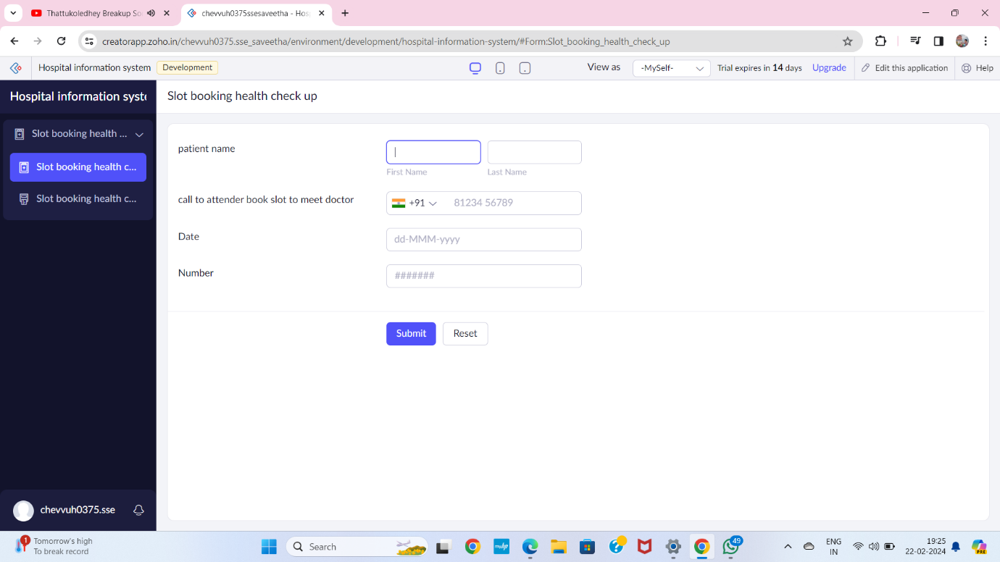 Thattukoledhey Breakup So
chevvuh0375ssesaveetha - Hos
creatorapp.zoho.in/chevvuh0375.sse_saveetha/environment/development/hospital-information-system/#Form:Slot_booking_health_check_up
Hospital information system Development View as -MySelf- Trial expires in 14 days Upgrade Edit this application Help
Hospital information syste
Slot booking health check up
Slot booking health ...
Slot booking health c...
Slot booking health c...
patient name
First Name Last Name
call to attender book slot to meet doctor +91 81234 56789
Date dd-MMM-yyyy
Number #######
Submit Reset
chevvuh0375.sse
1 Tomorrow's high
To break record
Search
myhp
49
ENG
IN
19:25
22-02-2024
PRE